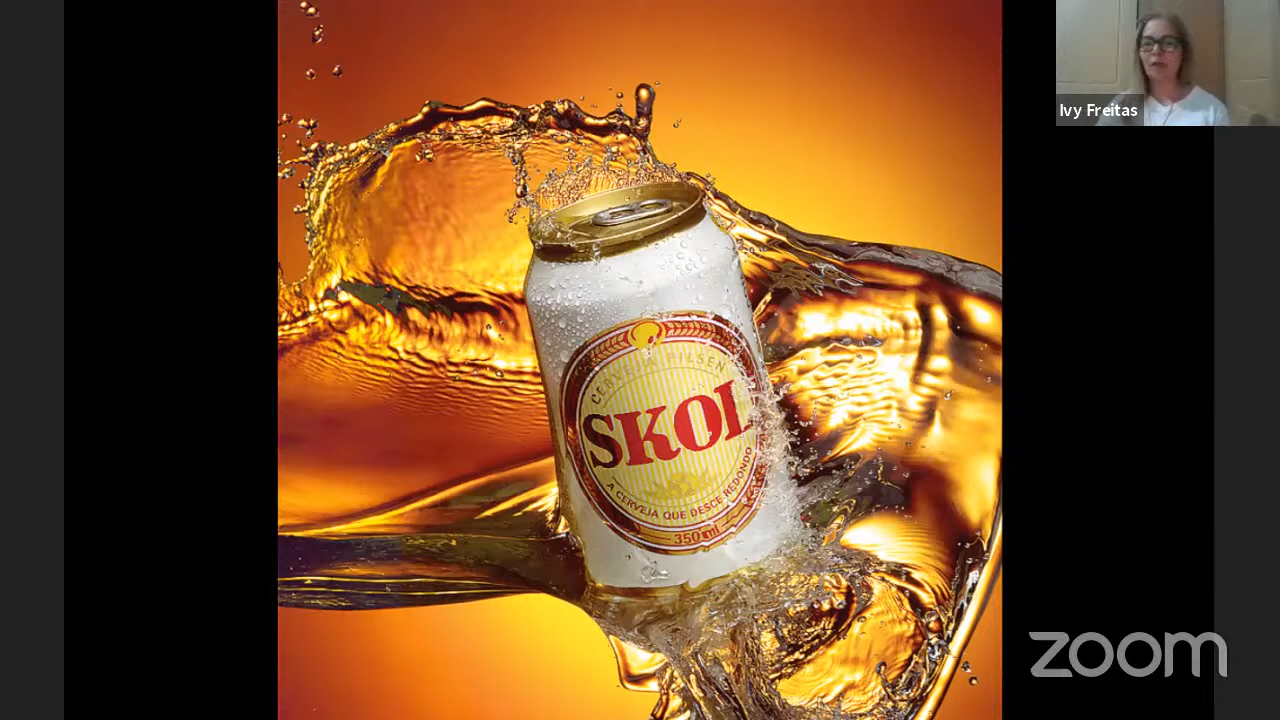 Ivy Freitas
CERVEJA PILSEN
SKOL
A CERVEJA QUE DESCE REDONDO
350 ml
zoom